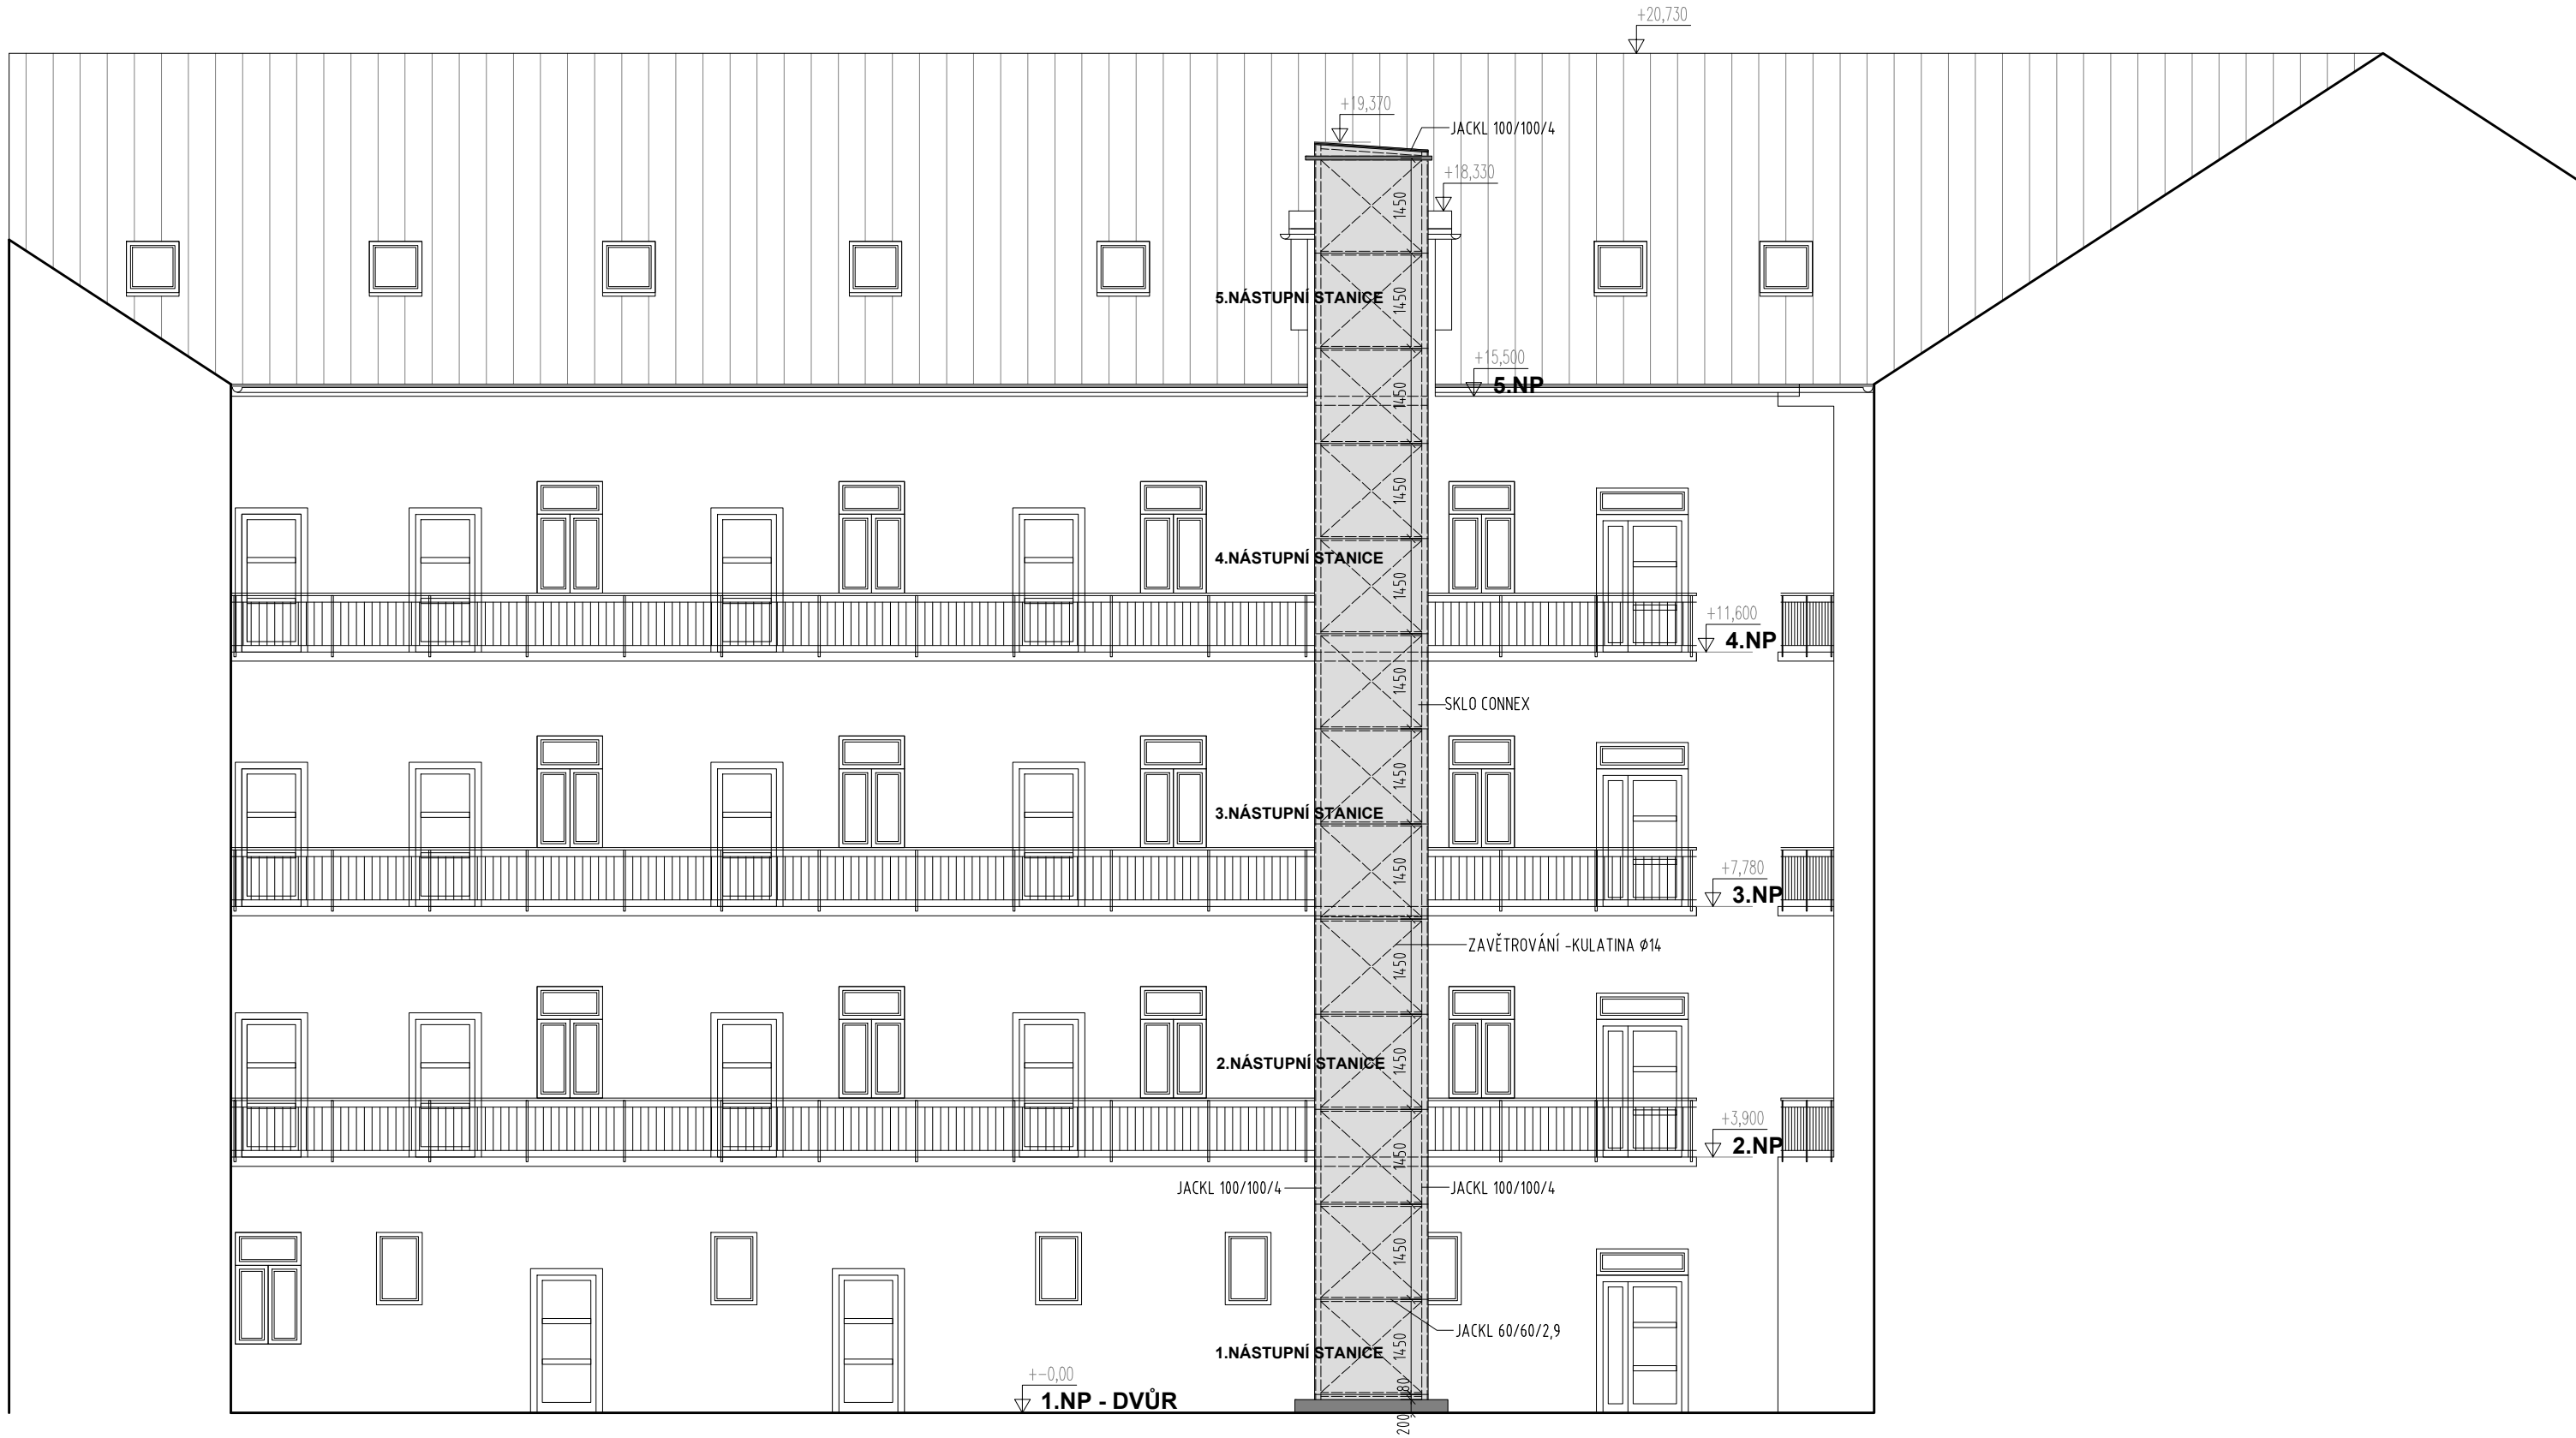 +20,730
+19,370
JACKL 100/100/4
+18,330
1450
5.NÁSTUPNÍ STANICE
1450
+15,500
5.NP
1450
1450
4.NÁSTUPNÍ STANICE
1450
+11,600
4.NP
1450
SKLO CONNEX
1450
3.NÁSTUPNÍ STANICE
+7,780
3.NP
1450
ZAVĚTROVÁNÍ -KULATINA Ø14
1450
2.NÁSTUPNÍ STANICE
1450
+3,900
2.NP
1450
JACKL 100/100/4
JACKL 100/100/4
1450
JACKL 60/60/2,9
1.NÁSTUPNÍ STANICE
1450
+-0,00
1.NP - DVŮR
80
200